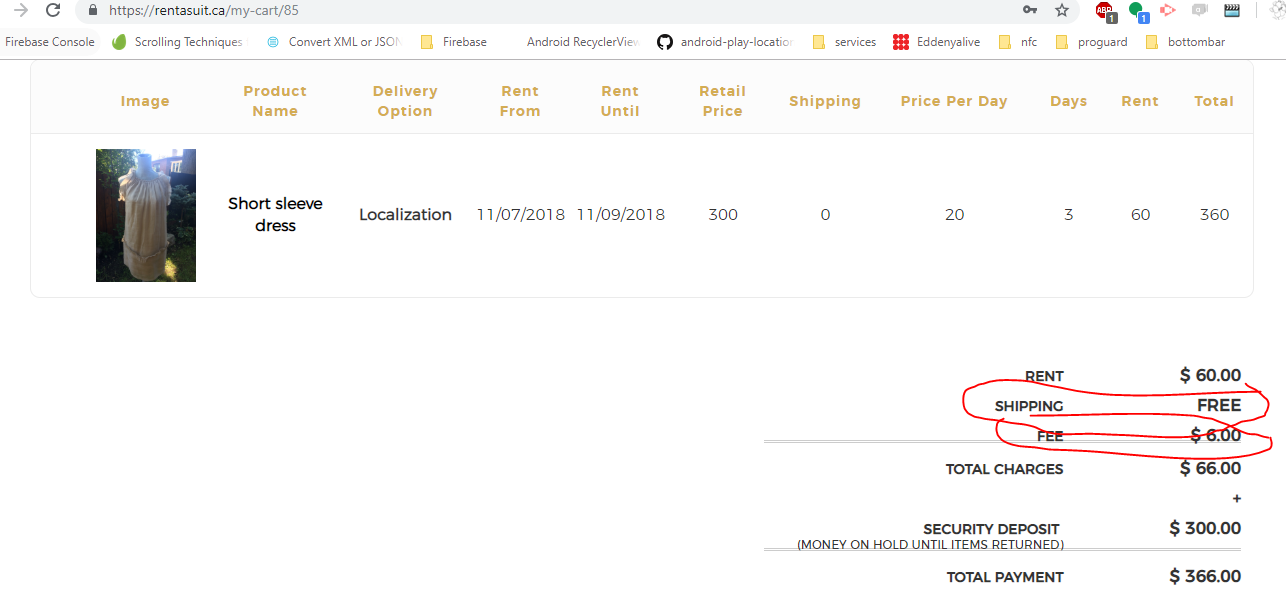 https://rentasuit.ca/my-cart/85
ABP 1 1
Firebase Console Scrolling Techniques Convert XML or JSON Firebase Android RecyclerView android-play-location services Eddenyalive nfc proguard bottombar
Image Product Name Delivery Option Rent From Rent Until Retail Price Shipping Price Per Day Days Rent Total
Short sleeve dress Localization 11/07/2018 11/09/2018 300 0 20 3 60 360
RENT $ 60.00
SHIPPING FREE
FEE $ 6.00
TOTAL CHARGES $ 66.00
+
SECURITY DEPOSIT $ 300.00
(MONEY ON HOLD UNTIL ITEMS RETURNED)
TOTAL PAYMENT $ 366.00